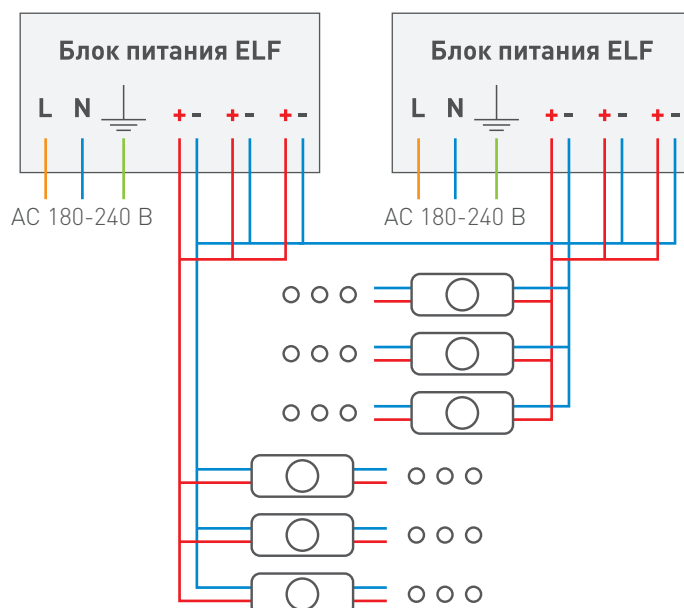 Блок питания ELF
L N + - + - + -
AC 180-240 В
Блок питания ELF
L N + - + - + -
AC 180-240 В